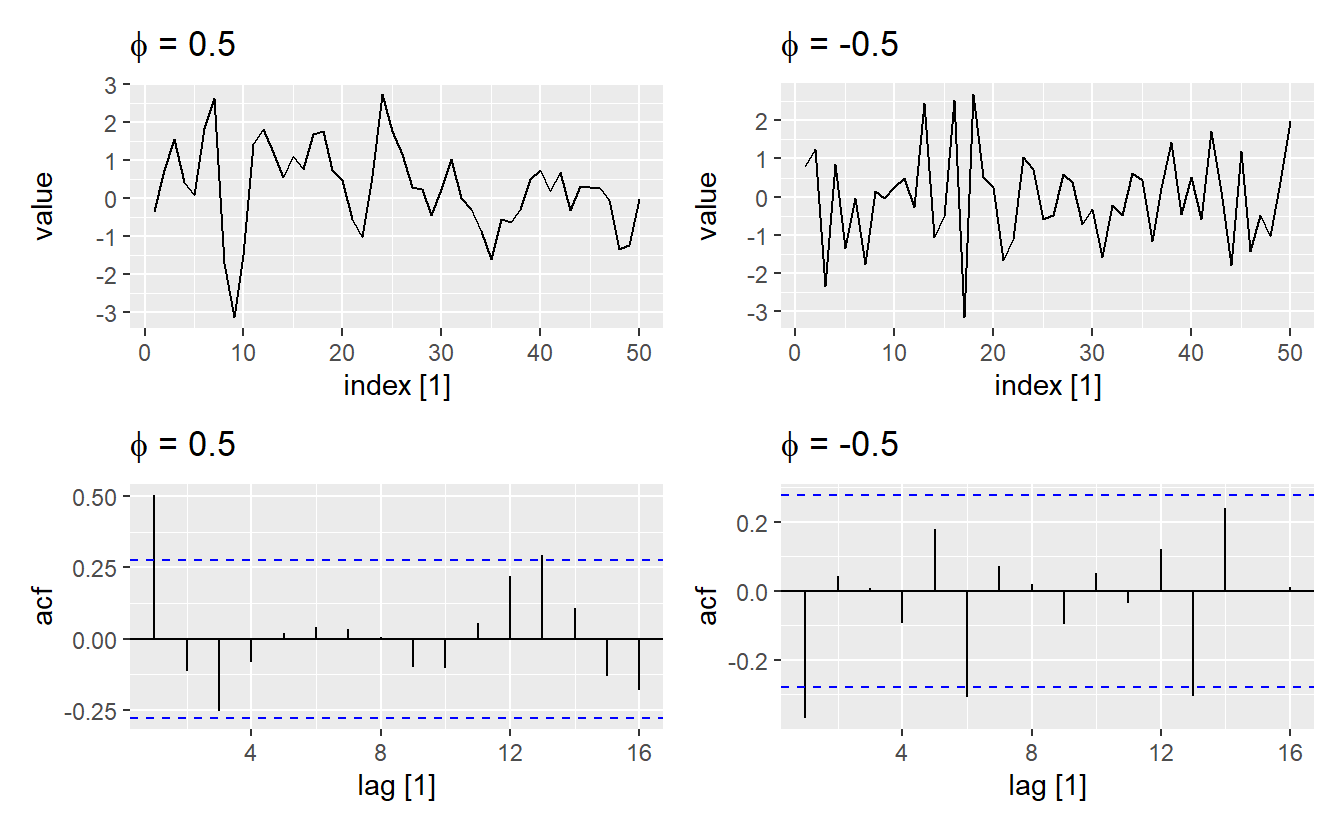 ϕ = 0.5
3
2
1
0
-1
-2
-3
value
0 10 20 30 40 50
index [1]
ϕ = -0.5
2
1
0
-1
-2
-3
value
0 10 20 30 40 50
index [1]
ϕ = 0.5
0.50
0.25
0.00
-0.25
acf
4 8 12 16
lag [1]
ϕ = -0.5
0.2
0.0
-0.2
acf
4 8 12 16
lag [1]